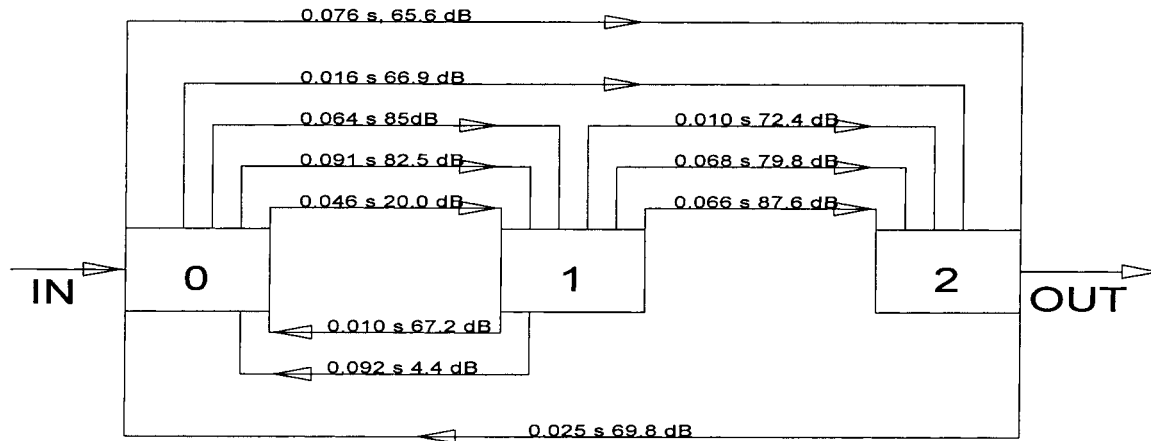 0.076 s, 65.6 dB
0.016 s 66.9 dB
0.064 s 85dB
0.010 s 72.4 dB
0.091 s 82.5 dB
0.068 s 79.8 dB
0.046 s 20.0 dB
0.066 s 87.6 dB
IN
0
1
2
OUT
0.010 s 67.2 dB
0.092 s 4.4 dB
0.025 s 69.8 dB